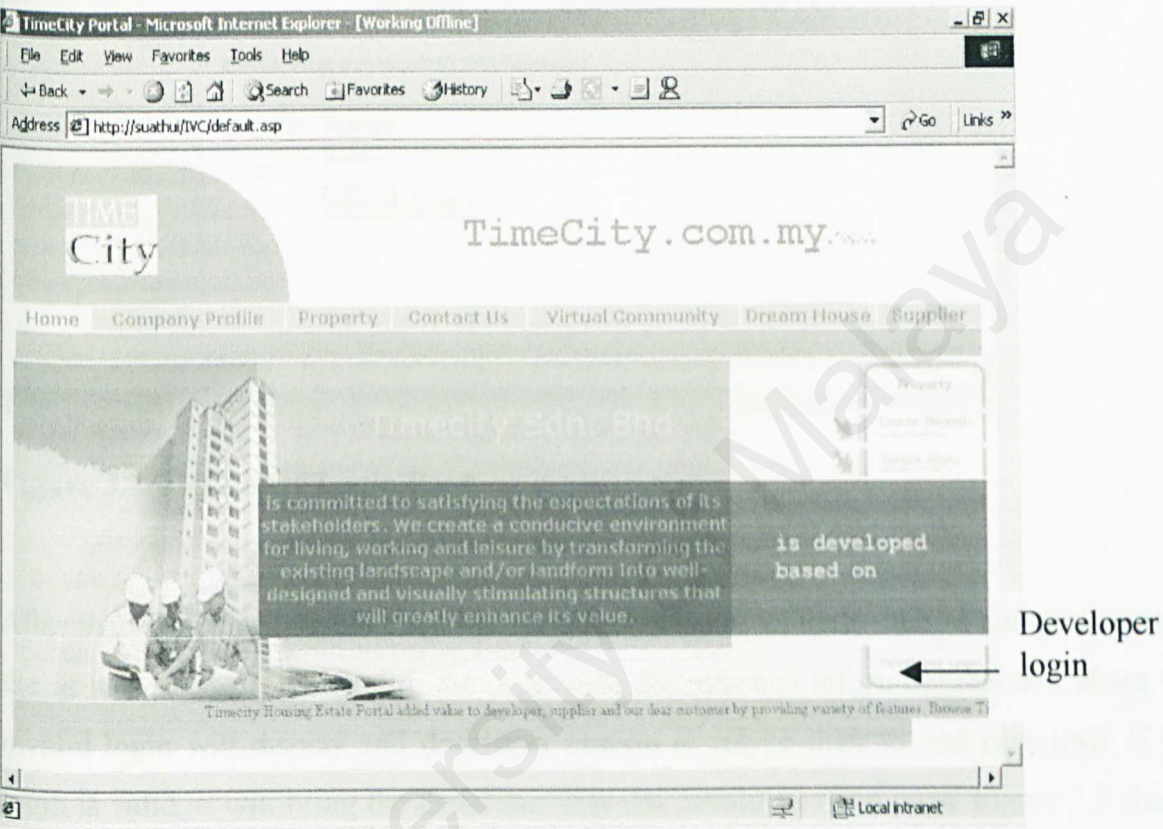 TimeCity Portal - Microsoft Internet Explorer - [Working Offline]
File Edit View Favorites Tools Help
Back Search Favorites History
Address http://suathui/IVC/default.asp Go Links »
TIME
City
TimeCity.com.my
Home Company Profile Property Contact Us Virtual Community Dream House Supplier
Property
Timecity Sdn. Bhd
is committed to satisfying the expectations of its
stakeholders. We create a conducive environment
for living, working and leisure by transforming the
existing landscape and/or landform into well-
designed and visually stimulating structures that
will greatly enhance its value.
is developed
based on
Developer Login
Developer
login
Timecity Housing Estate Portal added value to developer, supplier and our dear customer by providing variety of features. Browse Ti
Local intranet
University of Malaya